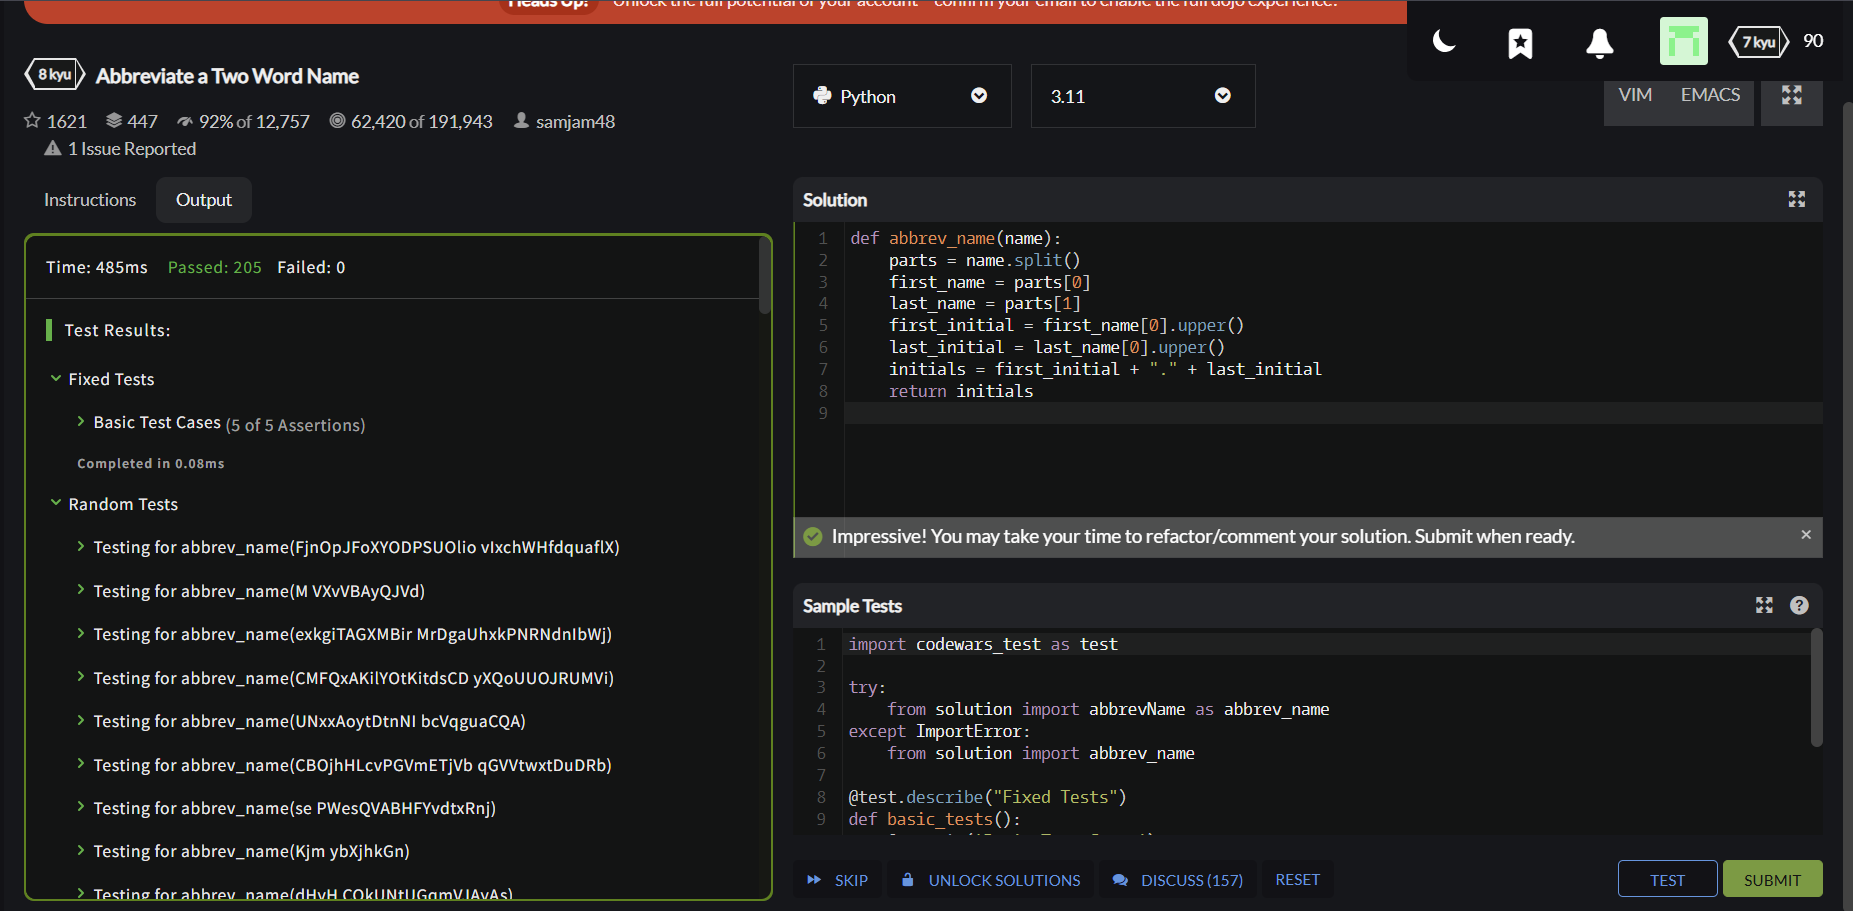 Heads Up! Unlock the full potential of your account - confirm your email to enable the full dojo experience.
7 kyu 90
8 kyu Abbreviate a Two Word Name
1621 447 92% of 12,757 62,420 of 191,943 samjam48
1 Issue Reported
Python 3.11 VIM EMACS
Instructions Output
Time: 485ms Passed: 205 Failed: 0
Test Results:
Fixed Tests
Basic Test Cases (5 of 5 Assertions)
Completed in 0.08ms
Random Tests
Testing for abbrev_name(FjnOpJFoXYODPSUOlio vIxchWHfdquaflX)
Testing for abbrev_name(M VXvVBAyQJVd)
Testing for abbrev_name(exkgiTAGXMBir MrDgaUhxkPNRNdnIbWj)
Testing for abbrev_name(CMFQxAKilYOtKitdsCD yXQoUUOJRUMVi)
Testing for abbrev_name(UNxxAoytDtnNI bcVqguaCQA)
Testing for abbrev_name(CBOjhHLcvPGVmETjVb qGVVtwxtDuDRb)
Testing for abbrev_name(se PWesQVABHFYvdtxRnj)
Testing for abbrev_name(Kjm ybXjhkGn)
Testing for abbrev_name(dHvH COkUNtUGqmVJAyAs)
Solution
1 def abbrev_name(name):
2     parts = name.split()
3     first_name = parts[0]
4     last_name = parts[1]
5     first_initial = first_name[0].upper()
6     last_initial = last_name[0].upper()
7     initials = first_initial + "." + last_initial
8     return initials
9
Impressive! You may take your time to refactor/comment your solution. Submit when ready. ×
Sample Tests ?
1 import codewars_test as test
2
3 try:
4     from solution import abbrevName as abbrev_name
5 except ImportError:
6     from solution import abbrev_name
7
8 @test.describe("Fixed Tests")
9 def basic_tests():
SKIP UNLOCK SOLUTIONS DISCUSS (157) RESET TEST SUBMIT